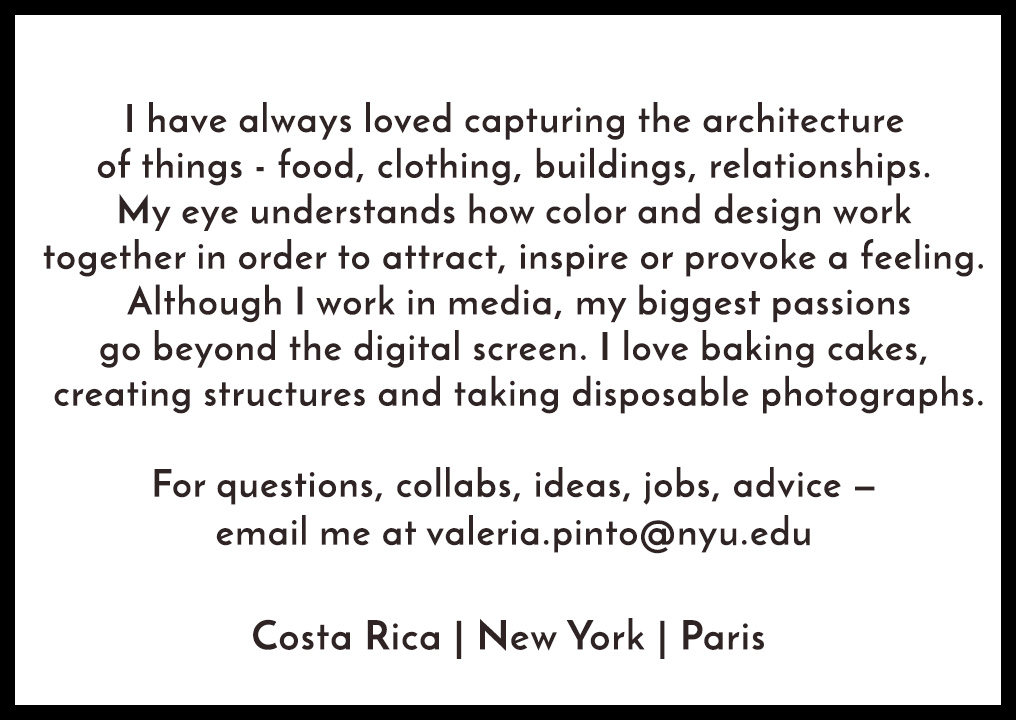 I have always loved capturing the architecture
of things - food, clothing, buildings, relationships.
My eye understands how color and design work
together in order to attract, inspire or provoke a feeling.
Although I work in media, my biggest passions
go beyond the digital screen. I love baking cakes,
creating structures and taking disposable photographs.
For questions, collabs, ideas, jobs, advice –
email me at valeria.pinto@nyu.edu
Costa Rica | New York | Paris